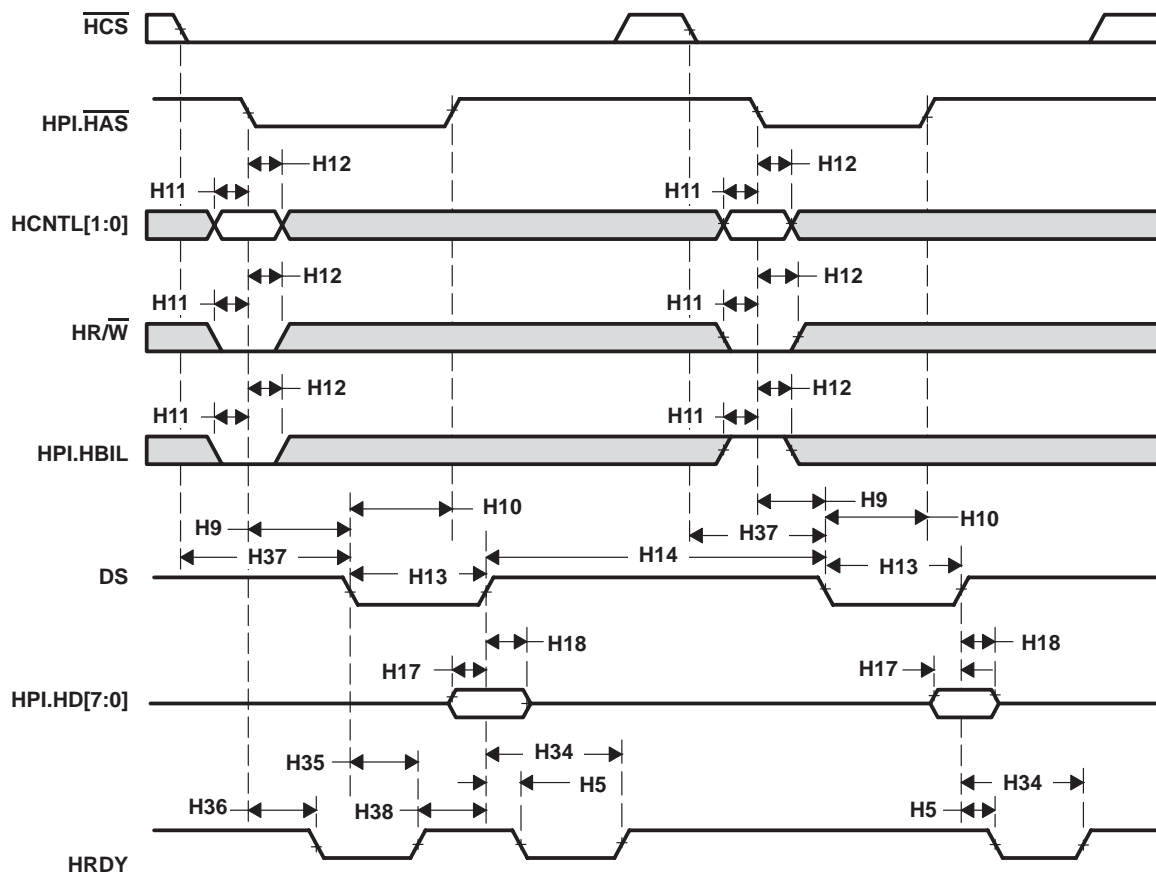 HCS
HPI.HAS
H12 H12
H11 H11
HCNTL[1:0]
H12 H12
H11 H11
HR/W
H12 H12
H11 H11
HPI.HBIL
H10 H9
H9 H10
H37 H37
H14
DS H13 H13
H18 H18
H17 H17
HPI.HD[7:0]
H34
H35 H34
H5
H36 H38 H5
HRDY